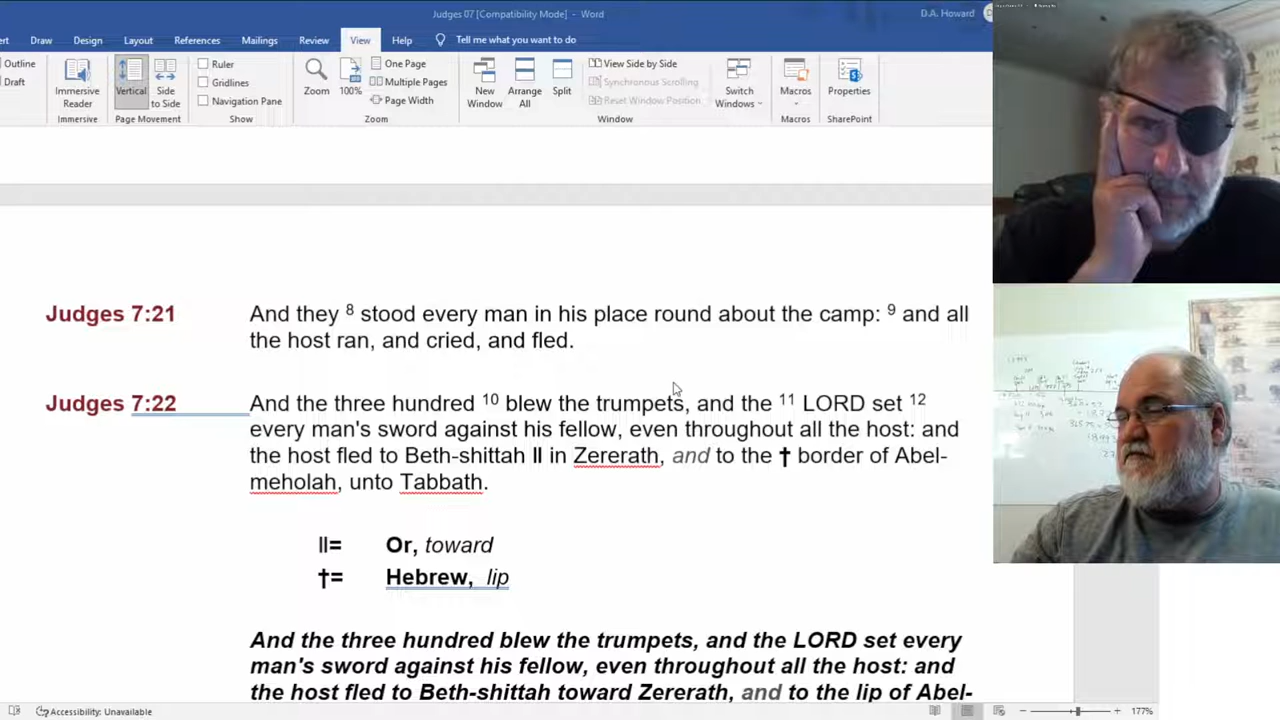 Judges 07 [Compatibility Mode] - Word
D.A. Howard
Draw Design Layout References Mailings Review View Help Tell me what you want to do
Outline
Draft
Immersive Reader
Immersive
Vertical
Side to Side
Page Movement
Ruler
Gridlines
Navigation Pane
Show
Zoom
100%
One Page
Multiple Pages
Page Width
Zoom
New Window
Arrange All
Split
View Side by Side
Synchronous Scrolling
Reset Window Position
Switch Windows
Window
Macros
Macros
Properties
SharePoint
Judges 7:21 And they 8 stood every man in his place round about the camp: 9 and all
the host ran, and cried, and fled.
Judges 7:22 And the three hundred 10 blew the trumpets, and the 11 LORD set 12
every man's sword against his fellow, even throughout all the host: and
the host fled to Beth-shittah ǁ in Zererath, and to the † border of Abel-
meholah, unto Tabbath.
ǁ= Or, toward
†= Hebrew, lip
And the three hundred blew the trumpets, and the LORD set every
man's sword against his fellow, even throughout all the host: and
the host fled to Beth-shittah toward Zererath, and to the lip of Abel-
Accessibility: Unavailable
177%